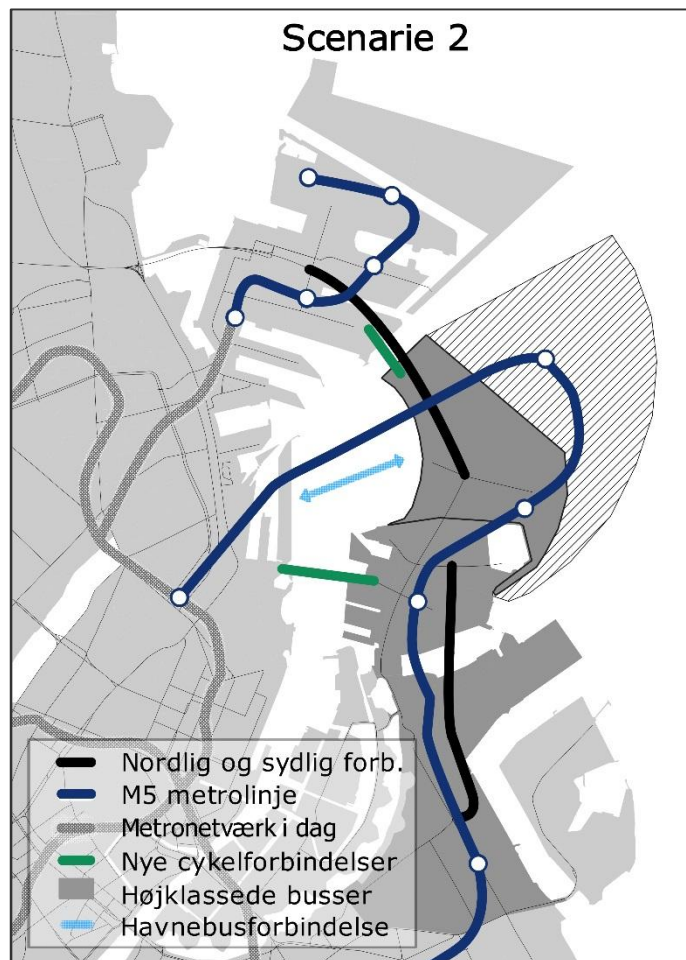 Scenarie 2
Nordlig og sydlig forb.
M5 metrolinje
Metronetværk i dag
Nye cykelforbindelser
Højklassede busser
Havnebusforbindelse